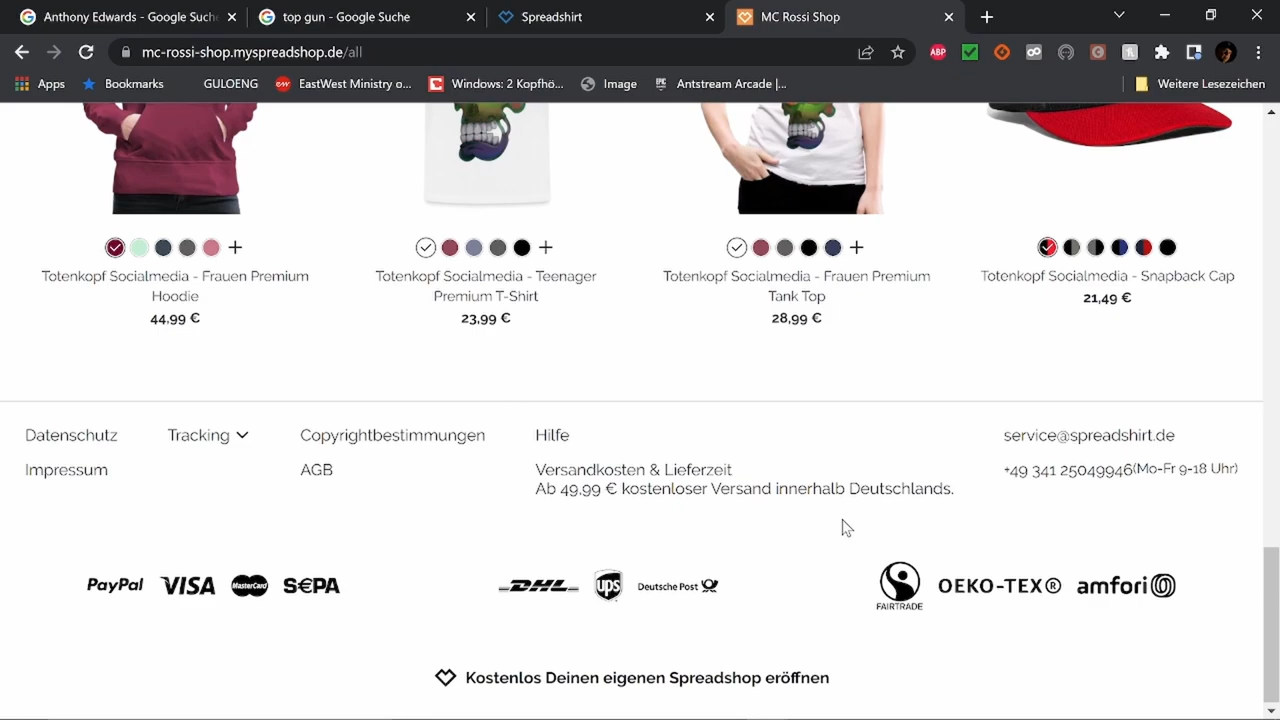 Anthony Edwards - Google Suche
top gun - Google Suche
Spreadshirt
MC Rossi Shop
mc-rossi-shop.myspreadshop.de/all
ABP
Apps
Bookmarks
GULOENG
EastWest Ministry o...
Windows: 2 Kopfho...
Image
Antstream Arcade |...
Weitere Lesezeichen
Totenkopf Socialmedia - Frauen Premium
Hoodie
44,99 €
Totenkopf Socialmedia - Teenager
Premium T-Shirt
23,99 €
Totenkopf Socialmedia - Frauen Premium
Tank Top
28,99 €
Totenkopf Socialmedia - Snapback Cap
21,49 €
Datenschutz
Tracking
Copyrightbestimmungen
Hilfe
service@spreadshirt.de
Impressum
AGB
Versandkosten & Lieferzeit
Ab 49.99 € kostenloser Versand innerhalb Deutschlands.
+49 341 25049946(Mo-Fr 9-18 Uhr)
PayPal
VISA
MasterCard
S€PA
DHL
ups
Deutsche Post
FAIRTRADE
OEKO-TEX®
amfori
Kostenlos Deinen eigenen Spreadshop eröffnen